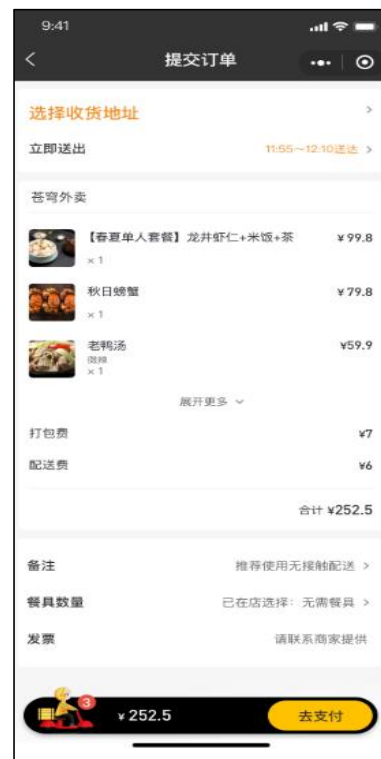 9:41
提交订单
选择收货地址
立即送出 11:55～12:10送达
苍穹外卖
【春夏单人套餐】龙井虾仁+米饭+茶 ¥99.8
×1
秋日螃蟹 ¥79.8
×1
老鸭汤 ¥59.9
微辣
×1
展开更多
打包费 ¥7
配送费 ¥6
合计 ¥252.5
备注 推荐使用无接触配送
餐具数量 已在店选择：无需餐具
发票 请联系商家提供
3
¥252.5 去支付